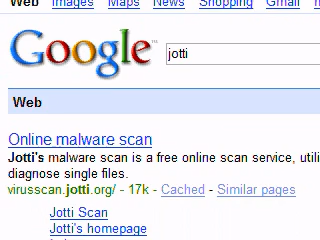 Web Images Maps News Shopping Gmail
Google
jotti
Web
Online malware scan
Jotti's malware scan is a free online scan service,
diagnose single files.
virusscan.jotti.org/ - 17k - Cached - Similar pages
Jotti Scan
Jotti's homepage